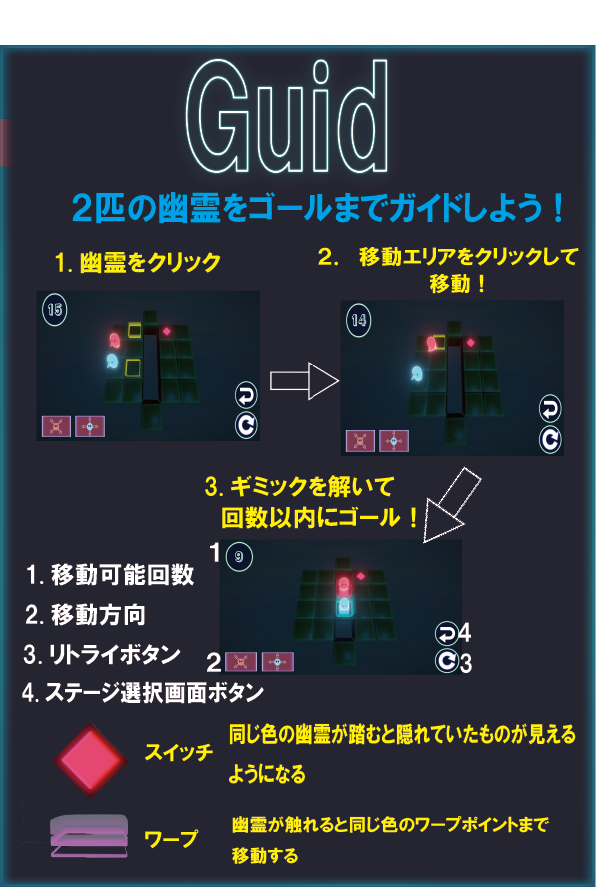 Guid
2匹の幽霊をゴールまでガイドしよう！
1. 幽霊をクリック
2. 移動エリアをクリックして
移動！
15
14
3. ギミックを解いて
回数以内にゴール！
1 9
1. 移動可能回数
2. 移動方向
4
3. リトライボタン
2 3
4. ステージ選択画面ボタン
スイッチ
同じ色の幽霊が踏むと隠れていたものが見える
ようになる
ワープ
幽霊が触れると同じ色のワープポイントまで
移動する